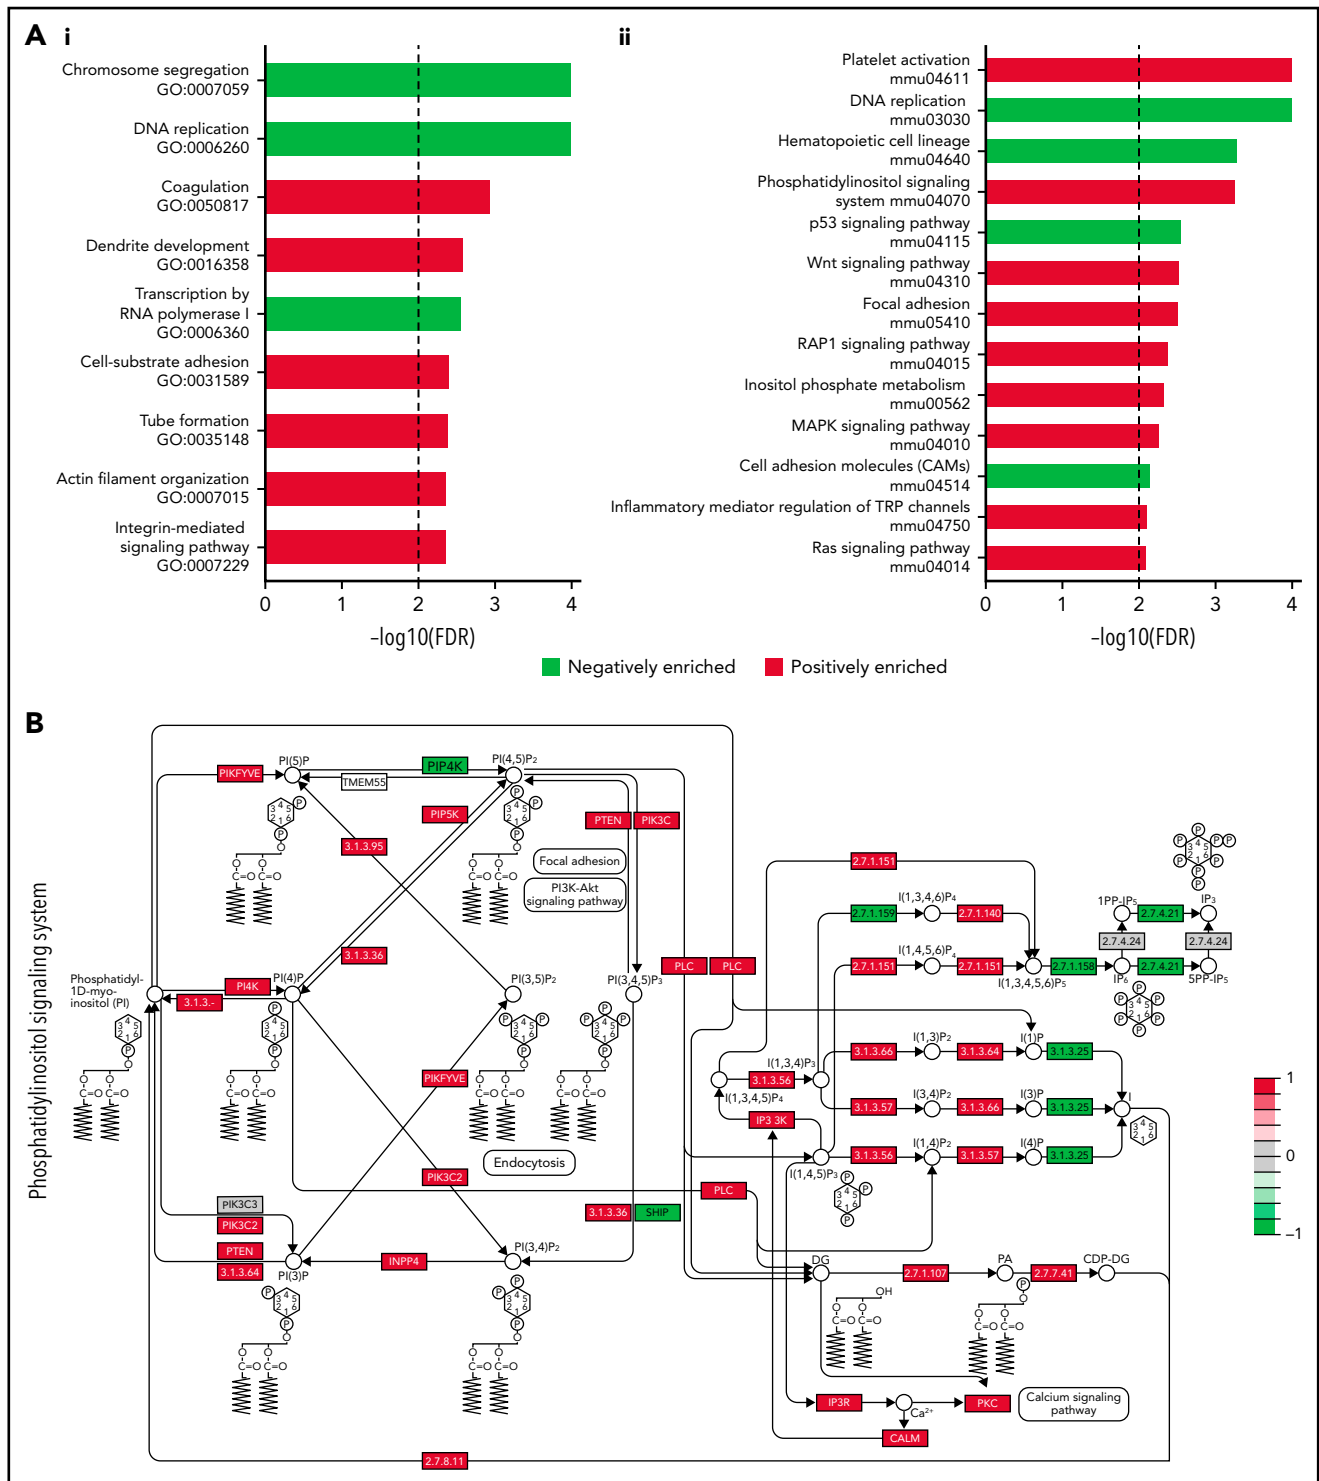 A i
Chromosome segregation
GO:0007059
DNA replication
GO:0006260
Coagulation
GO:0050817
Dendrite development
GO:0016358
Transcription by
RNA polymerase I
GO:0006360
Cell-substrate adhesion
GO:0031589
Tube formation
GO:0035148
Actin filament organization
GO:0007015
Integrin-mediated
signaling pathway
GO:0007229
0 1 2 3 4
–log10(FDR)
ii
Platelet activation
mmu04611
DNA replication
mmu03030
Hematopoietic cell lineage
mmu04640
Phosphatidylinositol signaling
system mmu04070
p53 signaling pathway
mmu04115
Wnt signaling pathway
mmu04310
Focal adhesion
mmu05410
RAP1 signaling pathway
mmu04015
Inositol phosphate metabolism
mmu00562
MAPK signaling pathway
mmu04010
Cell adhesion molecules (CAMs)
mmu04514
Inflammatory mediator regulation of TRP channels
mmu04750
Ras signaling pathway
mmu04014
0 1 2 3 4
–log10(FDR)
Negatively enriched
Positively enriched
B
Phosphatidylinositol signaling system
PIKFYVE
PI(5)P
PIP4K
TMEM55
PI(4,5)P2
PIP5K
PTEN
PIK3C
3.1.3.95
Focal adhesion
PI3K-Akt
signaling pathway
3.1.3.36
Phosphatidyl-
1D-myo-
inositol (PI)
PI4K
3.1.3.-
PI(4)P
PI(3,5)P2
PI(3,4,5)P3
PLC
PLC
PIKFYVE
Endocytosis
PIK3C2
PIK3C3
PIK3C2
PTEN
3.1.3.64
PI(3)P
INPP4
PI(3,4)P2
3.1.3.36
SHIP
PLC
2.7.1.151
2.7.1.159
I(1,3,4,6)P4
2.7.1.140
2.7.1.151
I(1,4,5,6)P4
2.7.1.151
I(1,3,4,5,6)P5
2.7.1.158
IP6
1PP-IP5
2.7.4.21
IP3
2.7.4.24
2.7.4.24
2.7.4.21
5PP-IP5
I(1,3,4)P3
3.1.3.56
I(1,3,4,5)P4
IP3 3K
3.1.3.66
I(1,3)P2
3.1.3.64
I(1)P
3.1.3.25
3.1.3.57
I(3,4)P2
3.1.3.66
I(3)P
3.1.3.25
I
I(1,4,5)P3
3.1.3.56
I(1,4)P2
3.1.3.57
I(4)P
3.1.3.25
DG
2.7.1.107
PA
2.7.7.41
CDP-DG
OH
IP3R
Ca2+
PKC
CALM
Calcium signaling
pathway
2.7.8.11
1
0
–1